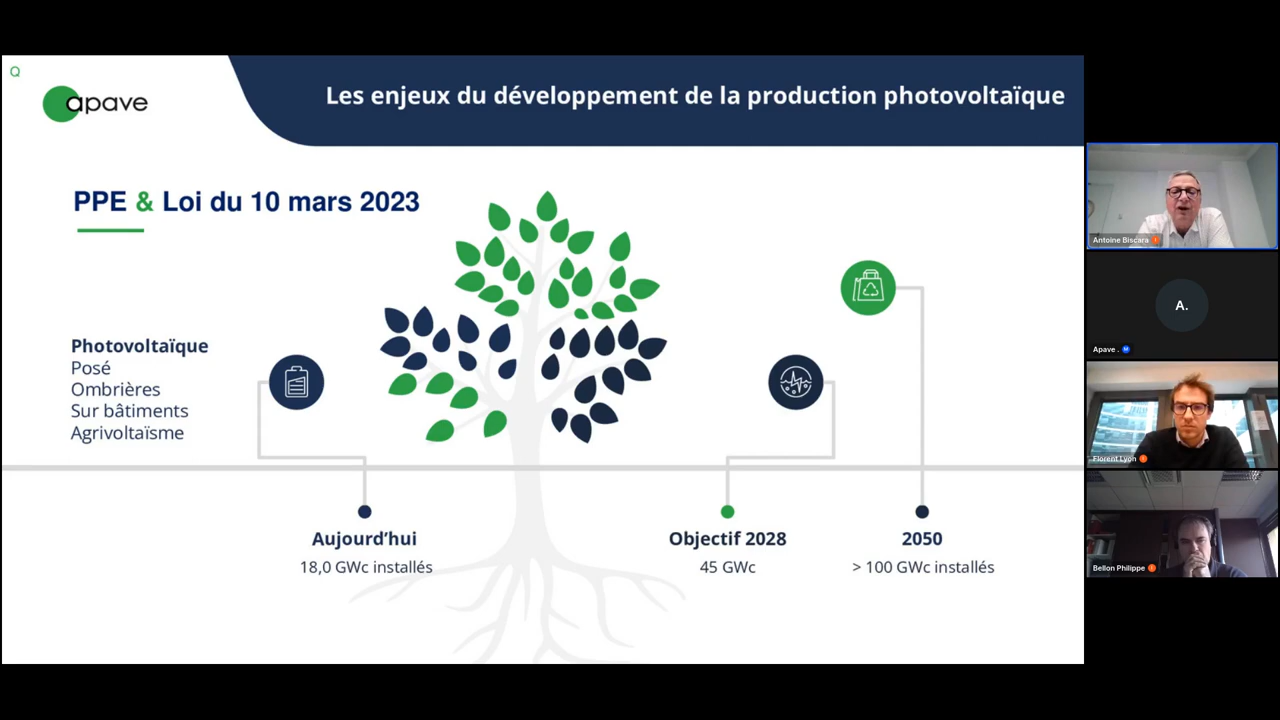 Q
apave
Les enjeux du développement de la production photovoltaïque
PPE & Loi du 10 mars 2023
Photovoltaïque
Posé
Ombrières
Sur bâtiments
Agrivoltaïsme
Aujourd'hui
18,0 GWc installés
Objectif 2028
45 GWc
2050
> 100 GWc installés
Antoine Biscara
A.
Apave .
M
Florent Lyon
Bellon Philippe